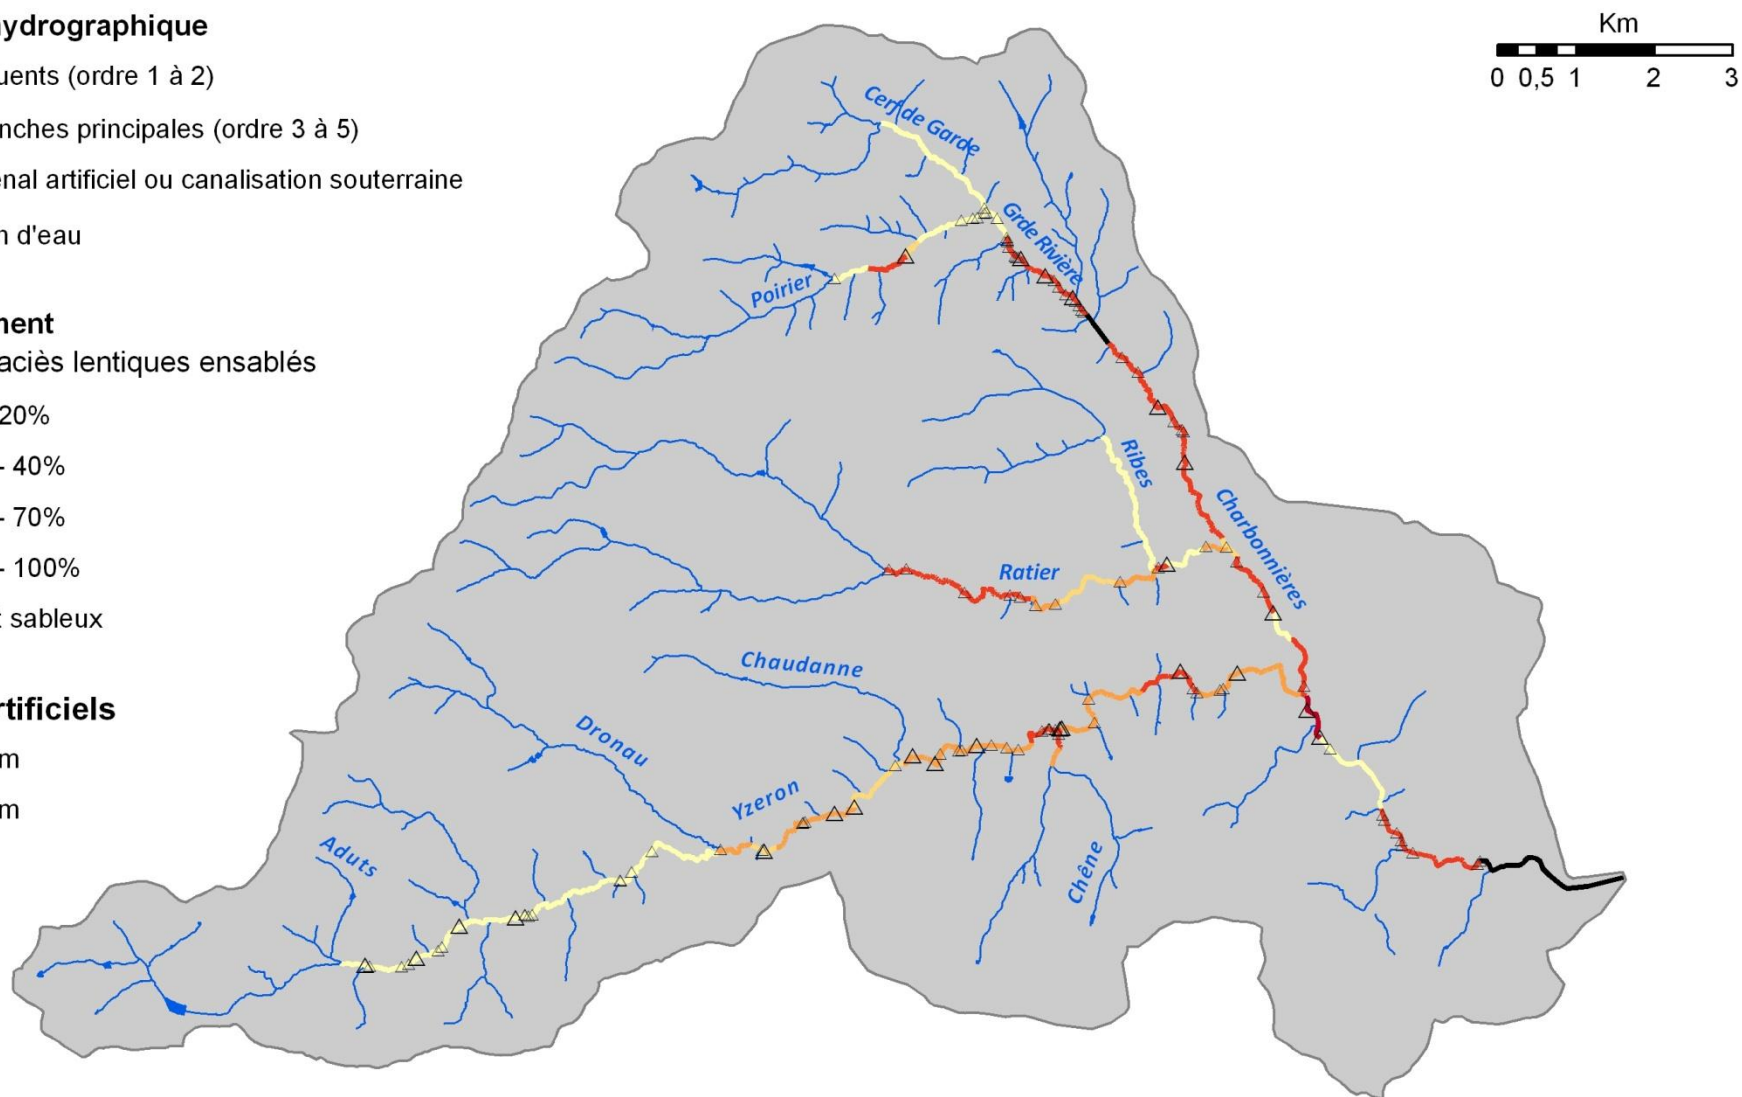 ydrographique
uents (ordre 1 à 2)
nches principales (ordre 3 à 5)
enal artificiel ou canalisation souterraine
n d'eau
ment
aciès lentiques ensablés
20%
- 40%
- 70%
- 100%
t sableux
rtificiels
m
m
Km
0 0,5 1 2 3
Cerf de Garde
Grde Rivière
Poirier
Ribes
Charbonnières
Ratier
Chaudanne
Dronau
Yzeron
Aduts
Chêne